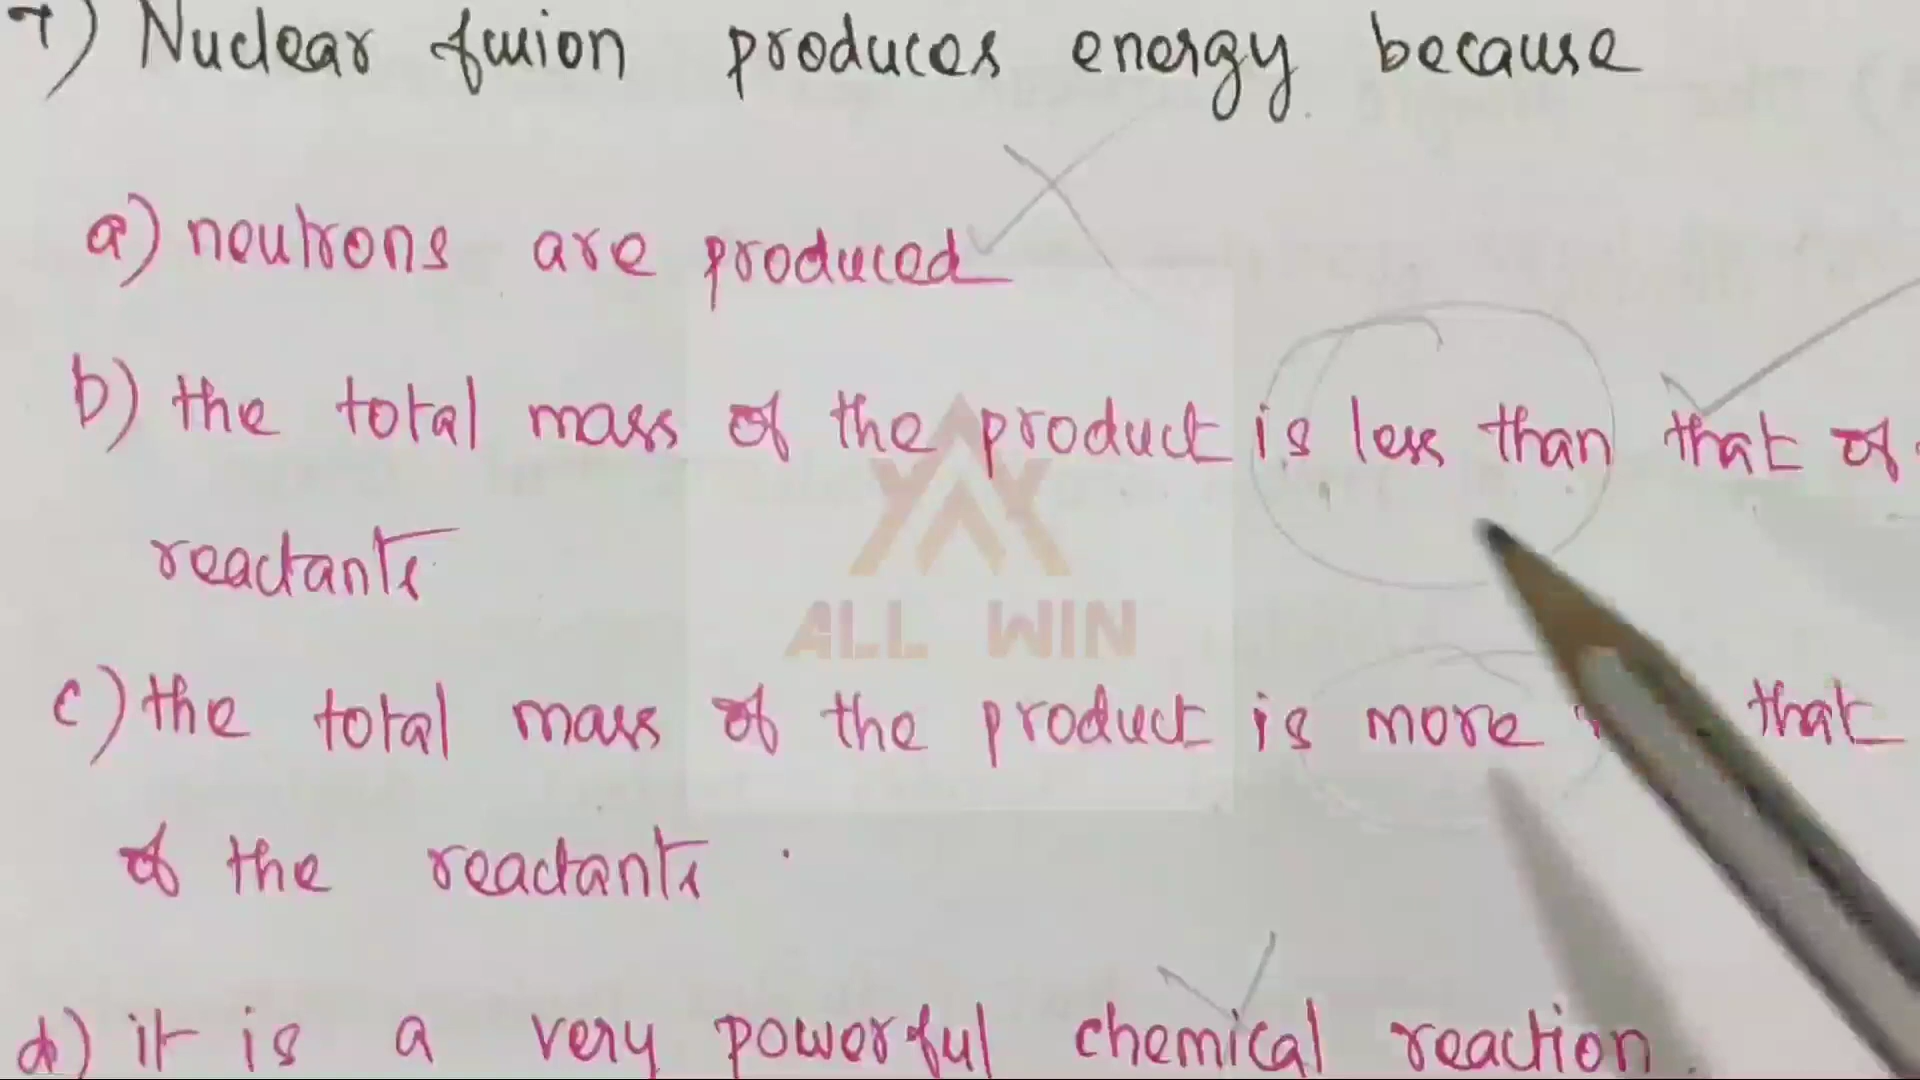 7) Nuclear fusion produces energy because
a) neutrons are produced
b) the total mass of the product is less than that of
reactants
ALL WIN
c) the total mass of the product is more that
of the reactants
d) it is a very powerful chemical reaction.